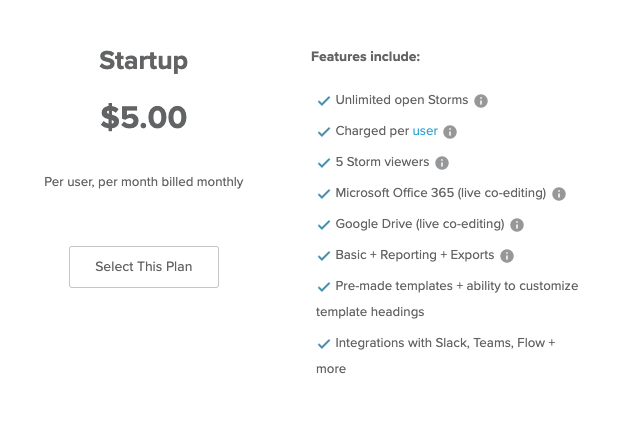 Startup
$5.00
Per user, per month billed monthly
Select This Plan
Features include:
Unlimited open Storms
Charged per user
5 Storm viewers
Microsoft Office 365 (live co-editing)
Google Drive (live co-editing)
Basic + Reporting + Exports
Pre-made templates + ability to customize
template headings
Integrations with Slack, Teams, Flow +
more